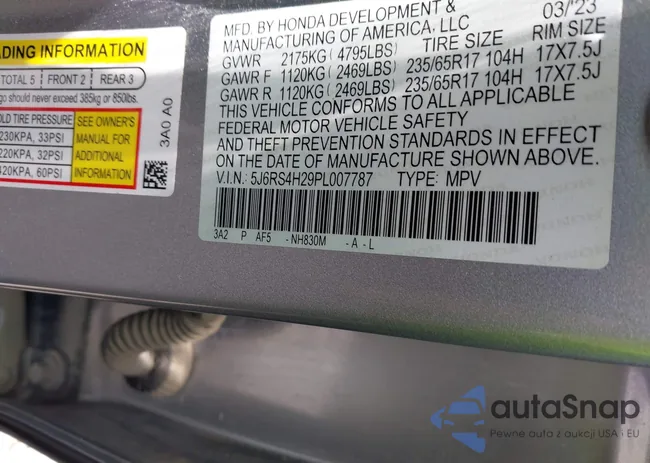 ADING INFORMATION
TOTAL 5 FRONT 2 REAR 3
go should never exceed 385kg or 850lbs.
OLD TIRE PRESSURE
SEE OWNER'S
MANUAL FOR
ADDITIONAL
INFORMATION
230KPA, 33PSI
220KPA, 32PSI
420KPA, 60PSI
3A0 A0
MFD. BY HONDA DEVELOPMENT & 03/'23
MANUFACTURING OF AMERICA, LLC
GVWR 2175KG( 4795LBS) TIRE SIZE RIM SIZE
GAWR F 1120KG( 2469LBS) 235/65R17 104H 17X7.5J
GAWR R 1120KG( 2469LBS) 235/65R17 104H 17X7.5J
THIS VEHICLE CONFORMS TO ALL APPLICABLE
FEDERAL MOTOR VEHICLE SAFETY
AND THEFT PREVENTION STANDARDS IN EFFECT
ON THE DATE OF MANUFACTURE SHOWN ABOVE.
V.I.N.: 5J6RS4H29PL007787 TYPE: MPV
3A2 P AF5 -NH830M -A-L
autaSnap
Pewne auta z aukcji USA i EU